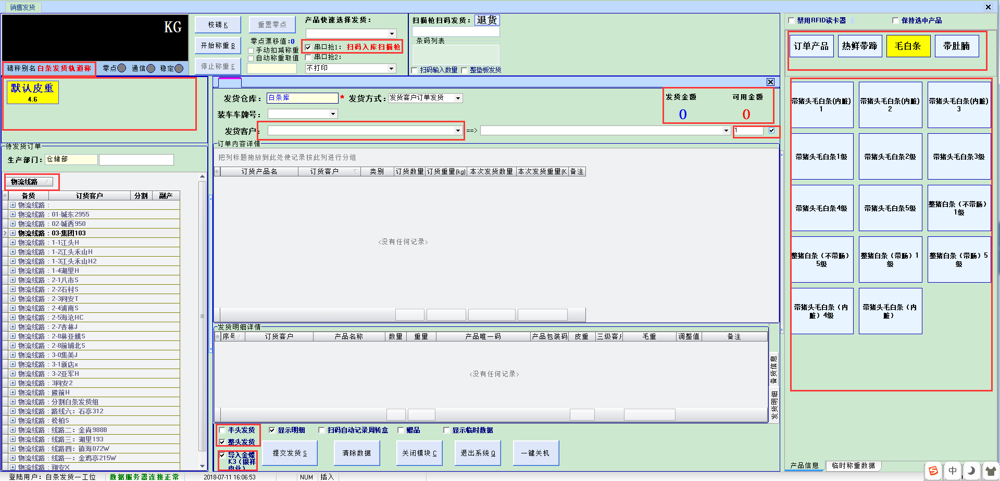 销售发货
KG
磅秤别名 白条发货轨道称 零点 通信 稳定
校磅 K
开始称重 B
停止称重 E
重置零点
零点漂移值:0
手动扣减称重
自动称重取值
产品快速选择发货:
串口抢1: 扫码入库扫描枪
串口抢2:
不打印
扫描枪扫码发货: 退货
条码列表
扫码输入数量 整垫板发货
禁用RFID读卡器 保持选中产品
订单产品 热鲜带蹄 毛白条 带肚腩
默认皮重
4.6
待发货订单
生产部门: 仓储部
物流线路
备货 订货客户 分割 副产
物流线路 :
物流线路 : 01-城东2955
物流线路 : 02-城西950
物流线路 : 03-集团103
物流线路 : 1-1江头H
物流线路 : 1-2江头禾山H
物流线路 : 1-3江头禾山H2
物流线路 : 1-4湖里H
物流线路 : 2-1八市S
物流线路 : 2-2石村S
物流线路 : 2-3同安T
物流线路 : 2-4浦南S
物流线路 : 2-5海沧HC
物流线路 : 2-7杏林J
物流线路 : 2-8林亚娥S
物流线路 : 2-8前埔北S
物流线路 : 3-0集美J
物流线路 : 3-1新店x
物流线路 : 3-2亚军H
物流线路 : 3同安2
物流线路 : 殿前H
物流线路 : 分割白条发货组
物流线路 : 路线六: 石亭312
物流线路 : 松柏S
物流线路 : 线路二: 金尚988B
物流线路 : 线路三: 湖里193
物流线路 : 线路四: 镇海072W
物流线路 : 线路一: 金鸡亭215W
物流线路 : 翔安X
发货仓库: 白条库 * 发货方式: 发货客户订单发货
装车车牌号:
发货客户: ==> 1
发货金额 可用金额
0 0
订单内容详情
把列标题拖放到此处使记录按此列进行分组
订货产品名 订货客户 类别 订货数量 订货重量(kg) 本次发货数量 本次发货重量(K 备注
<没有任何记录>
发货明细详情
序号 订货客户 产品名称 数量 重量 产品唯一码 产品包装码 皮重 三级客户 毛重 调整值 备注
<没有任何记录>
备货信息
发货明细
半头发货 显示明细 扫码自动记录周转盒 赠品 显示临时数据
整头发货
导入金蝶
K3（银祥
肉业）
提交发货 S 清除数据 关闭模块 C 退出系统 Q 一键关机
带猪头毛白条(内脏)
1
带猪头毛白条(内脏)
2
带猪头毛白条(内脏)
3
带猪头毛白条1级 带猪头毛白条2级 带猪头毛白条3级
带猪头毛白条4级 带猪头毛白条5级 整猪白条（不带肠）
1级
整猪白条（不带肠）
5级
整猪白条（带肠）1
级
整猪白条（带肠）5
级
带猪头毛白条（内
脏）4级
带猪头毛白条（内
脏）
产品信息 临时称重数据
登陆用户: 白条发货一工位 数据服务器连接正常 2018-07-11 16:06:53 NUM 插入
S 中